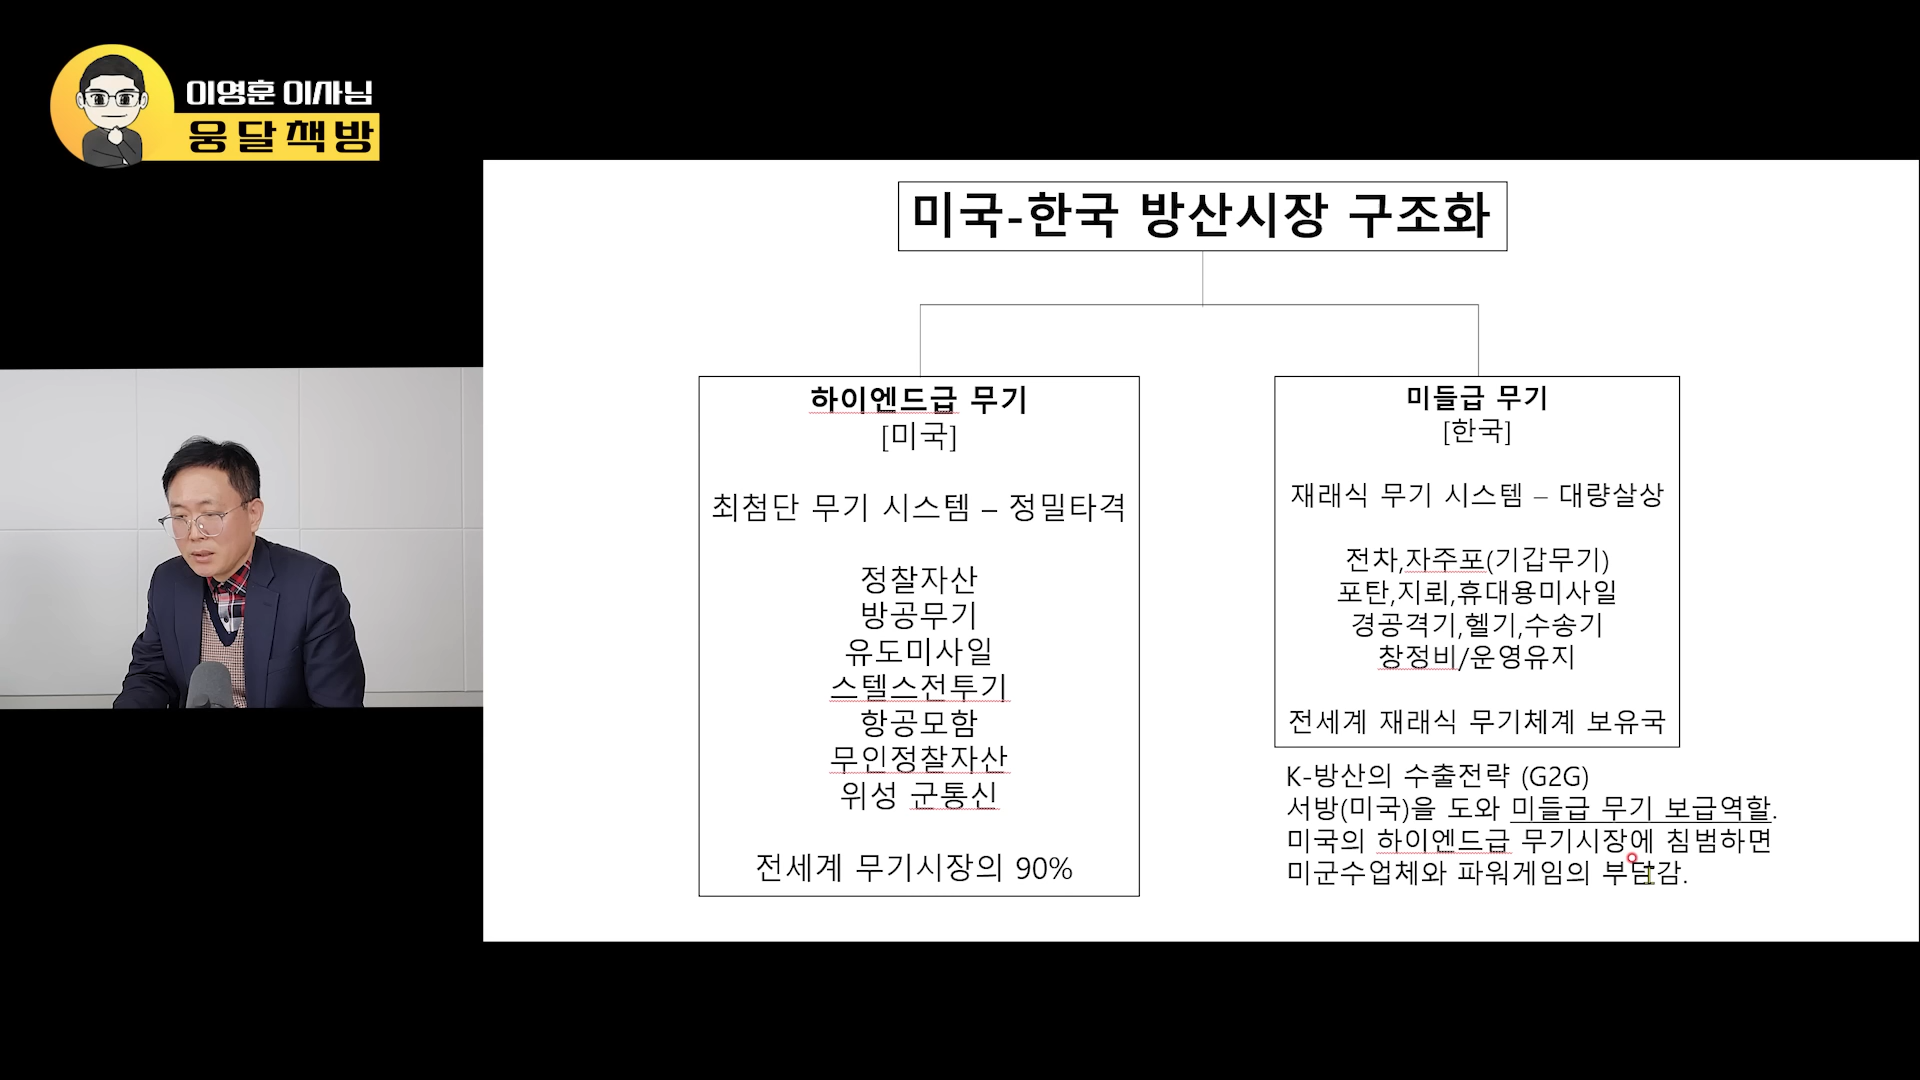 이영훈 이사님
웅달책방
미국-한국 방산시장 구조화
하이엔드급 무기
[미국]
최첨단 무기 시스템 – 정밀타격
정찰자산
방공무기
유도미사일
스텔스전투기
항공모함
무인정찰자산
위성 군통신
전세계 무기시장의 90%
미들급 무기
[한국]
재래식 무기 시스템 – 대량살상
전차,자주포(기갑무기)
포탄,지뢰,휴대용미사일
경공격기,헬기,수송기
창정비/운영유지
전세계 재래식 무기체계 보유국
K-방산의 수출전략 (G2G)
서방(미국)을 도와 미들급 무기 보급역할.
미국의 하이엔드급 무기시장에 침범하면
미군수업체와 파워게임의 부담감.